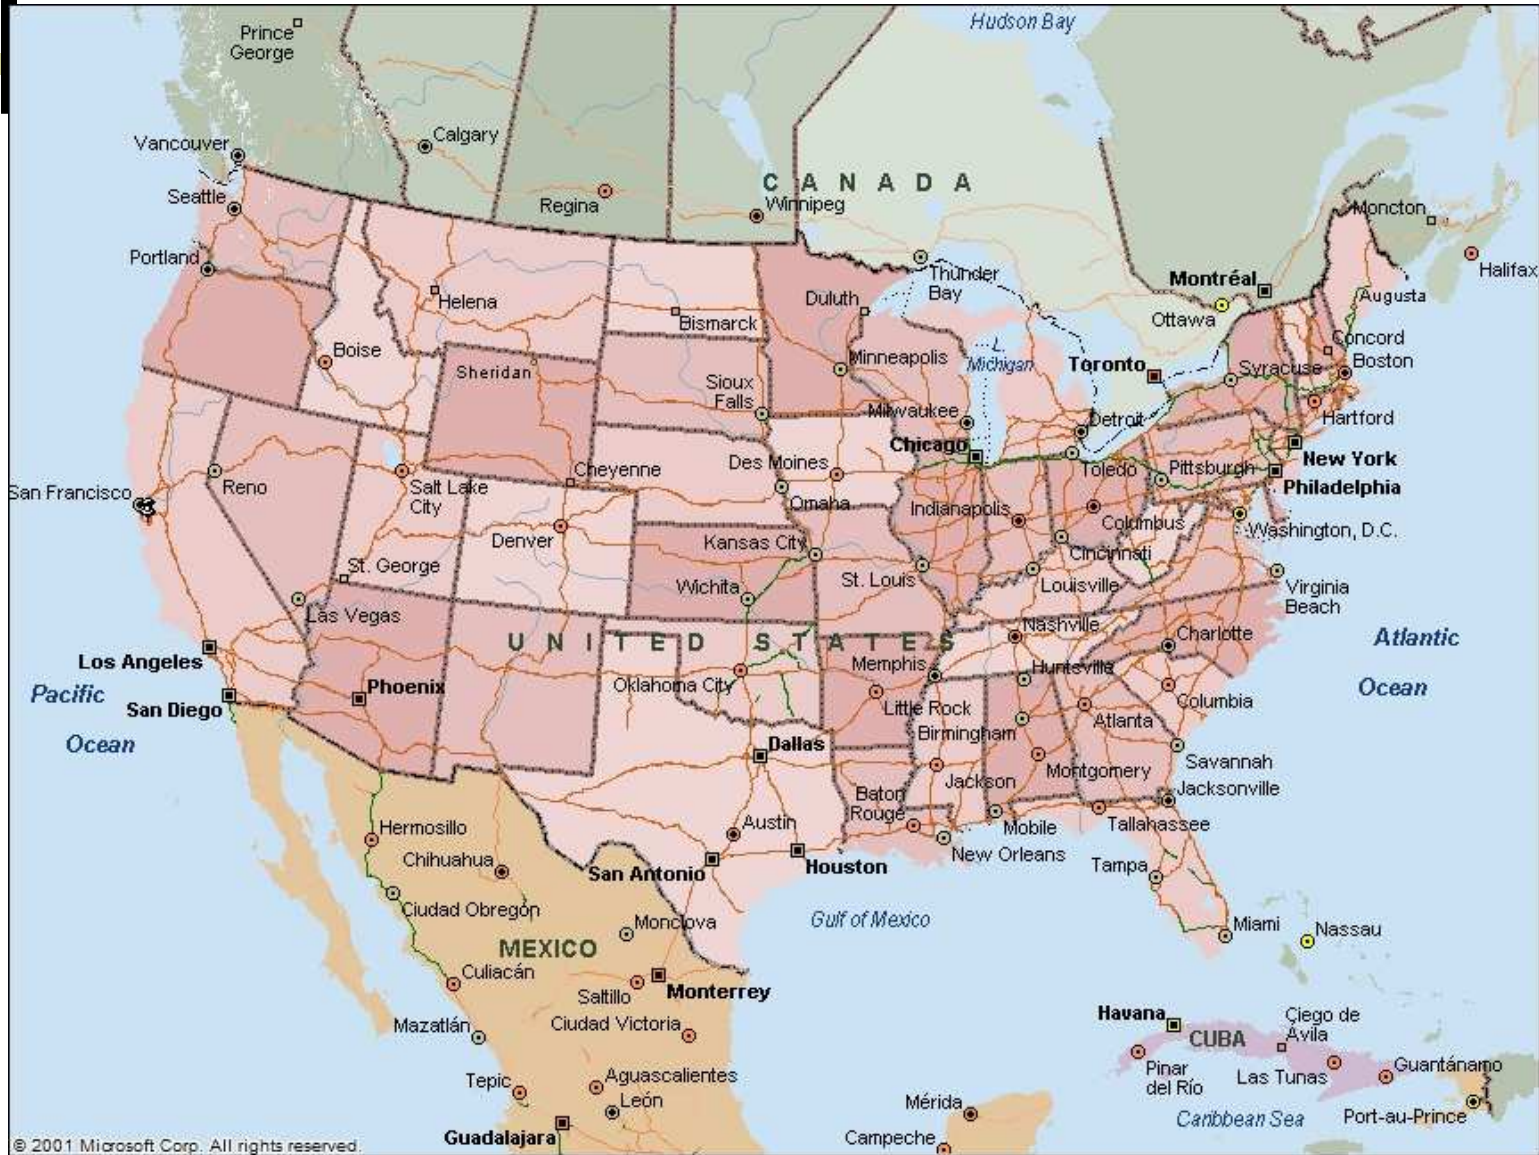 Hudson Bay
Prince
George
Calgary
Vancouver
CANADA
Seattle
Regina
Winnipeg
Moncton
Portland
Thunder
Bay
Montréal
Halifax
Helena
Duluth
Augusta
Bismarck
Ottawa
Concord
Boise
Minneapolis
L.
Michigan
Toronto
Syracuse
Boston
Sheridan
Sioux
Falls
Milwaukee
Detroit
Hartford
Chicago
New York
Cheyenne
Des Moines
Toledo
Pittsburgh
Philadelphia
San Francisco
Reno
Salt Lake
City
Omaha
Indianapolis
Columbus
Washington, D.C.
Denver
Kansas City
Cincinnati
St. George
St. Louis
Louisville
Wichita
Virginia
Beach
Las Vegas
Nashville
UNITED STATES
Charlotte
Atlantic
Ocean
Los Angeles
Memphis
Huntsville
Pacific
Ocean
Phoenix
Oklahoma City
San Diego
Little Rock
Columbia
Birmingham
Atlanta
Dallas
Savannah
Jackson
Montgomery
Baton
Rouge
Jacksonville
Hermosillo
Austin
Mobile
Tallahassee
Chihuahua
New Orleans
San Antonio
Houston
Tampa
Ciudad Obregón
Monclova
Gulf of Mexico
Miami
Nassau
MEXICO
Culiacán
Saltillo
Monterrey
Mazatlán
Ciudad Victoria
Havana
CUBA
Ciego de
Ávila
Tepic
Aguascalientes
Pinar
del Río
Las Tunas
Guantánamo
León
Mérida
Caribbean Sea
Port-au-Prince
Guadalajara
Campeche
© 2001 Microsoft Corp. All rights reserved.